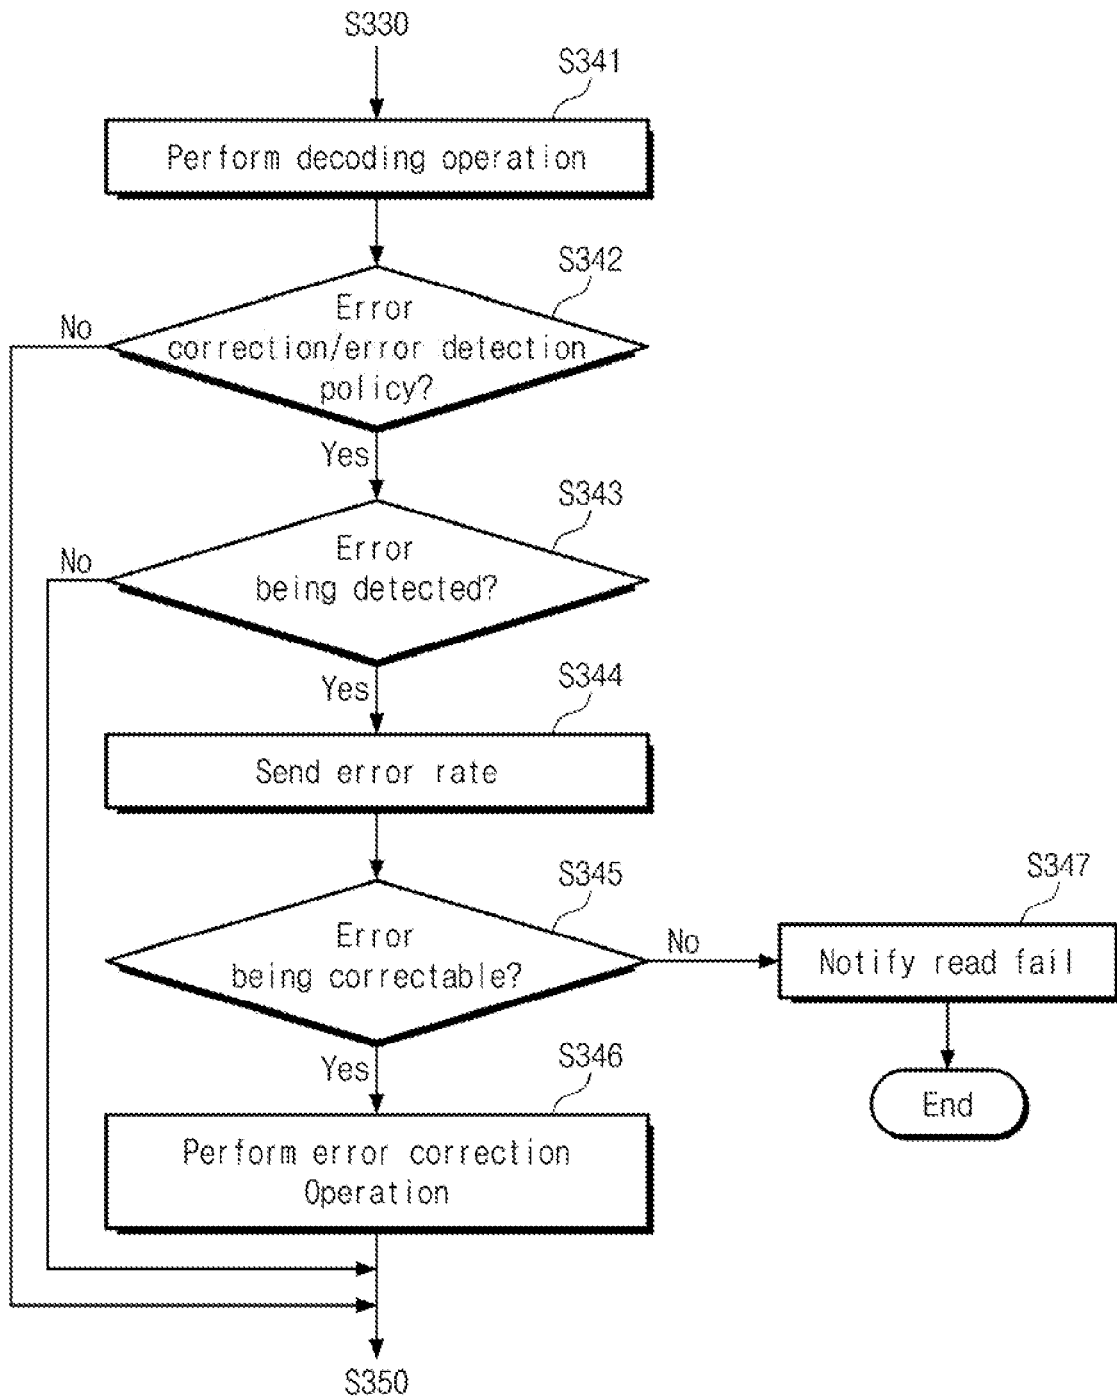 S330
S341
Perform decoding operation
S342
Error
correction/error detection
policy?
No
Yes
S343
Error
being detected?
No
Yes
S344
Send error rate
S345
Error
being correctable?
No
S347
Notify read fail
Yes
End
S346
Perform error correction
Operation
S350